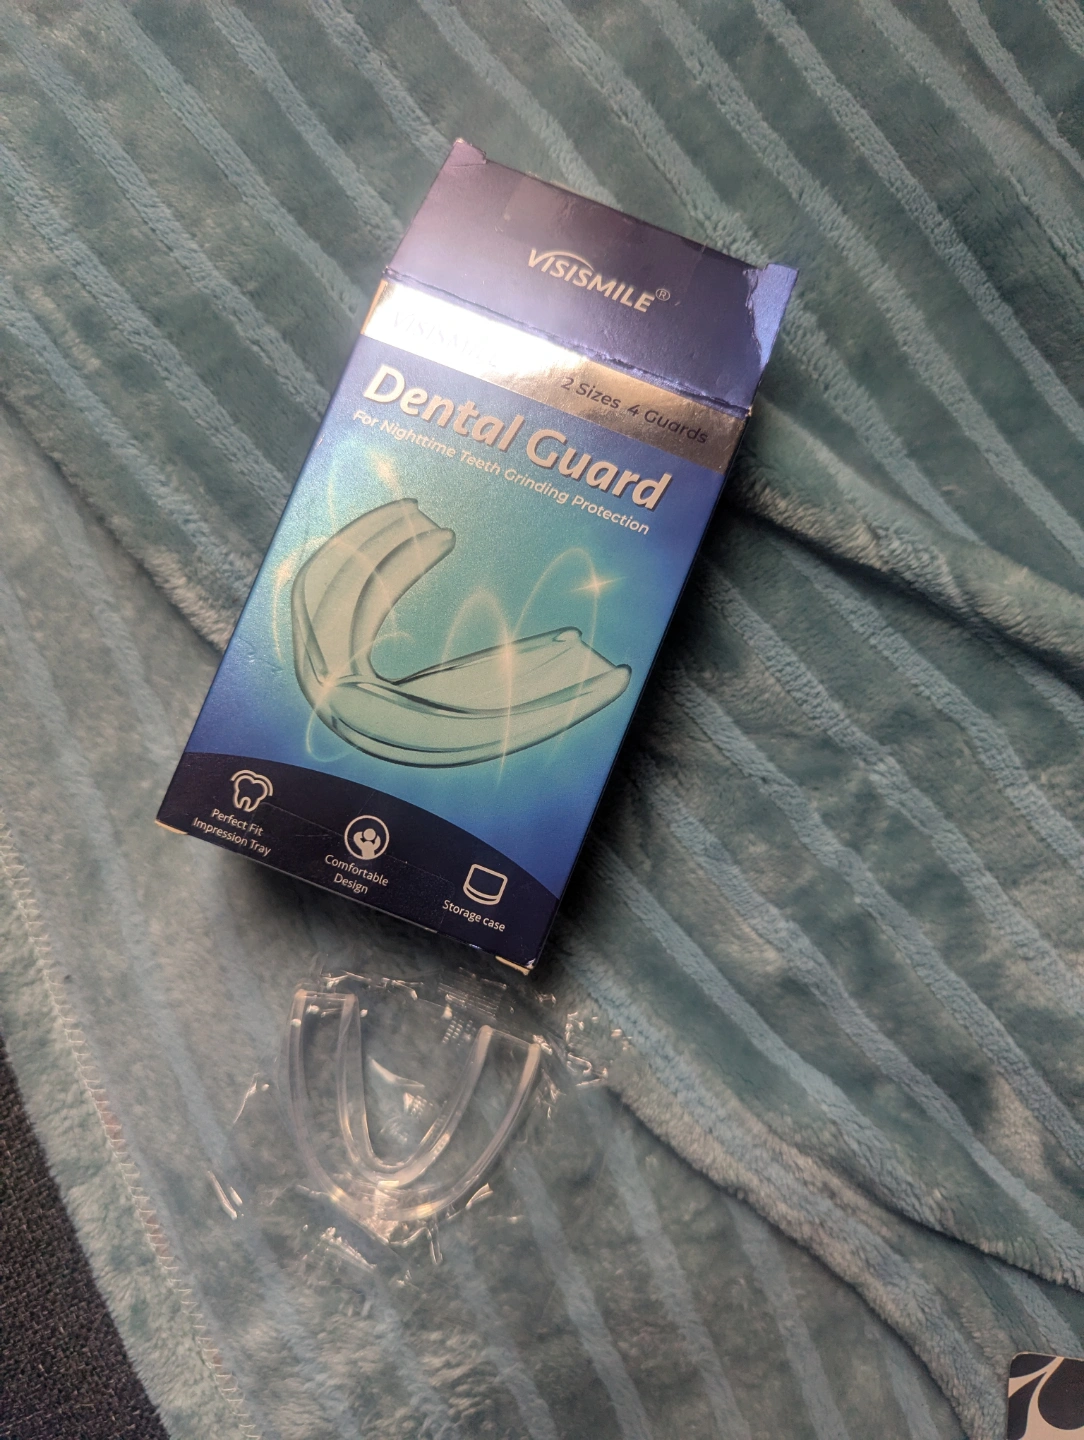 VISISMILE®
VISISMILE
2 Sizes 4 Guards
Dental Guard
For Nighttime Teeth Grinding Protection
Perfect Fit
Impression Tray
Comfortable
Design
Storage case